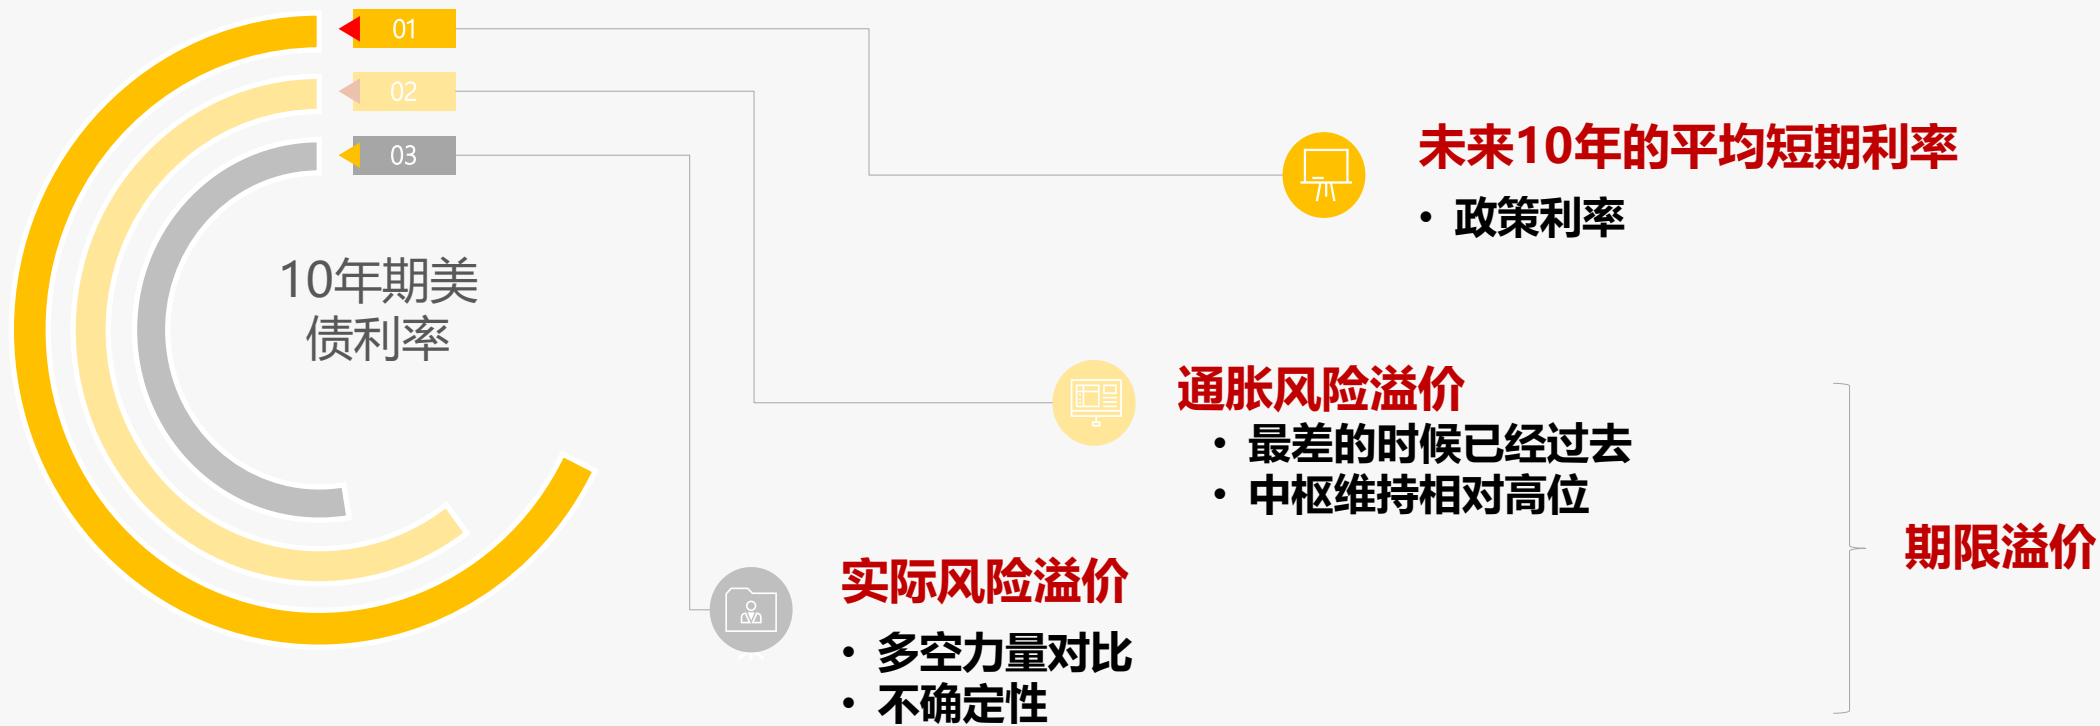 01
02
03
10年期美
债利率
未来10年的平均短期利率
• 政策利率
通胀风险溢价
• 最差的时候已经过去
• 中枢维持相对高位
期限溢价
实际风险溢价
• 多空力量对比
• 不确定性